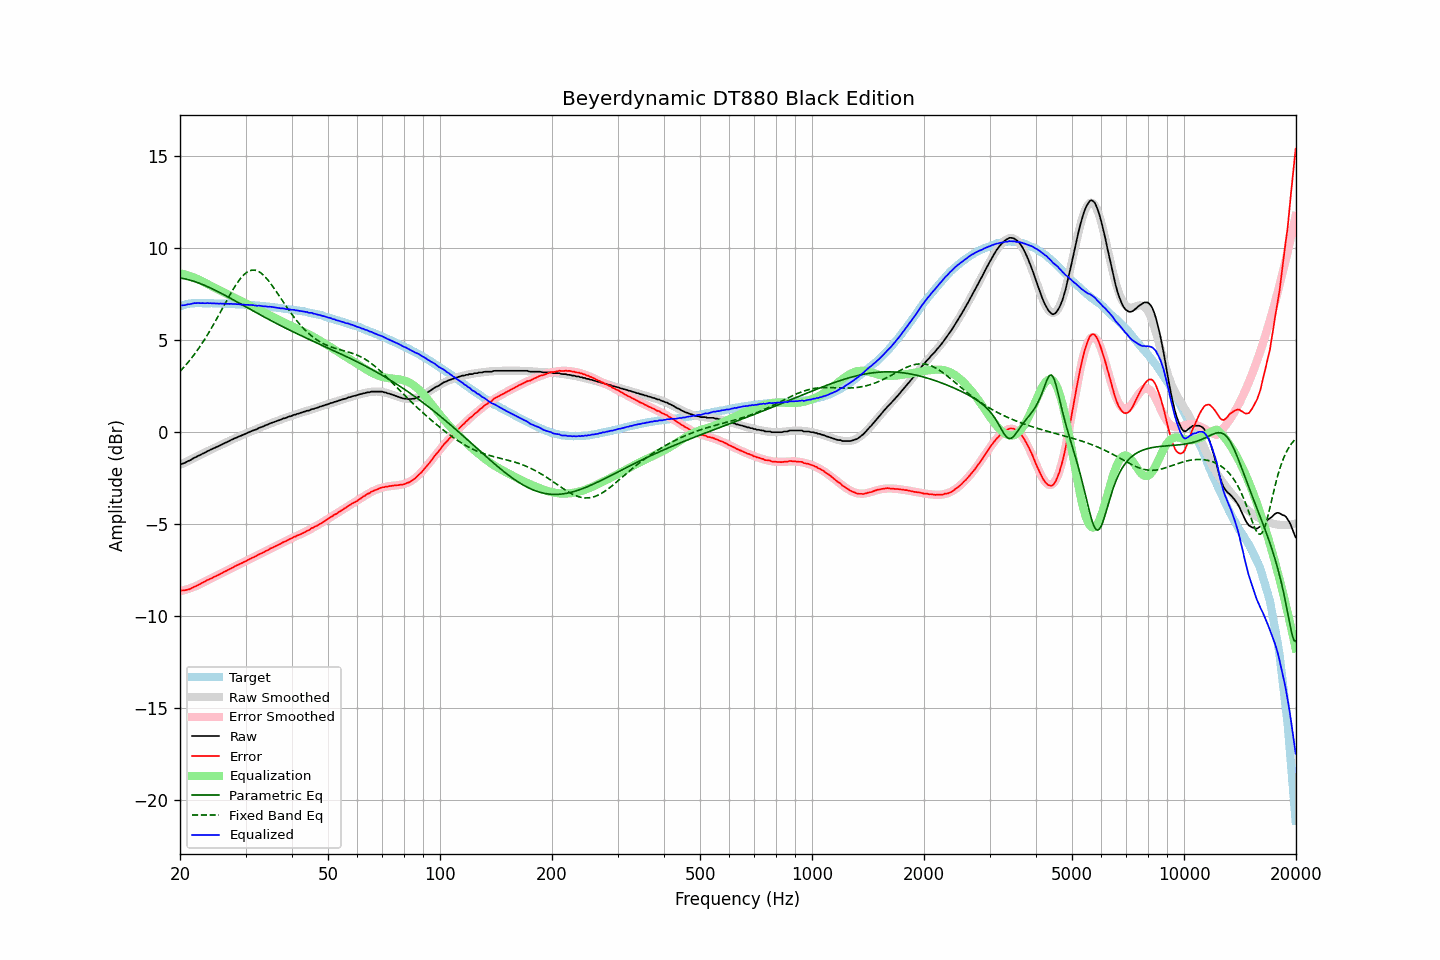 Beyerdynamic DT880 Black Edition
Amplitude (dBr)
15
10
5
0
−5
−10
−15
−20
Target
Raw Smoothed
Error Smoothed
Raw
Error
Equalization
Parametric Eq
Fixed Band Eq
Equalized
20 50 100 200 500 1000 2000 5000 10000 20000
Frequency (Hz)